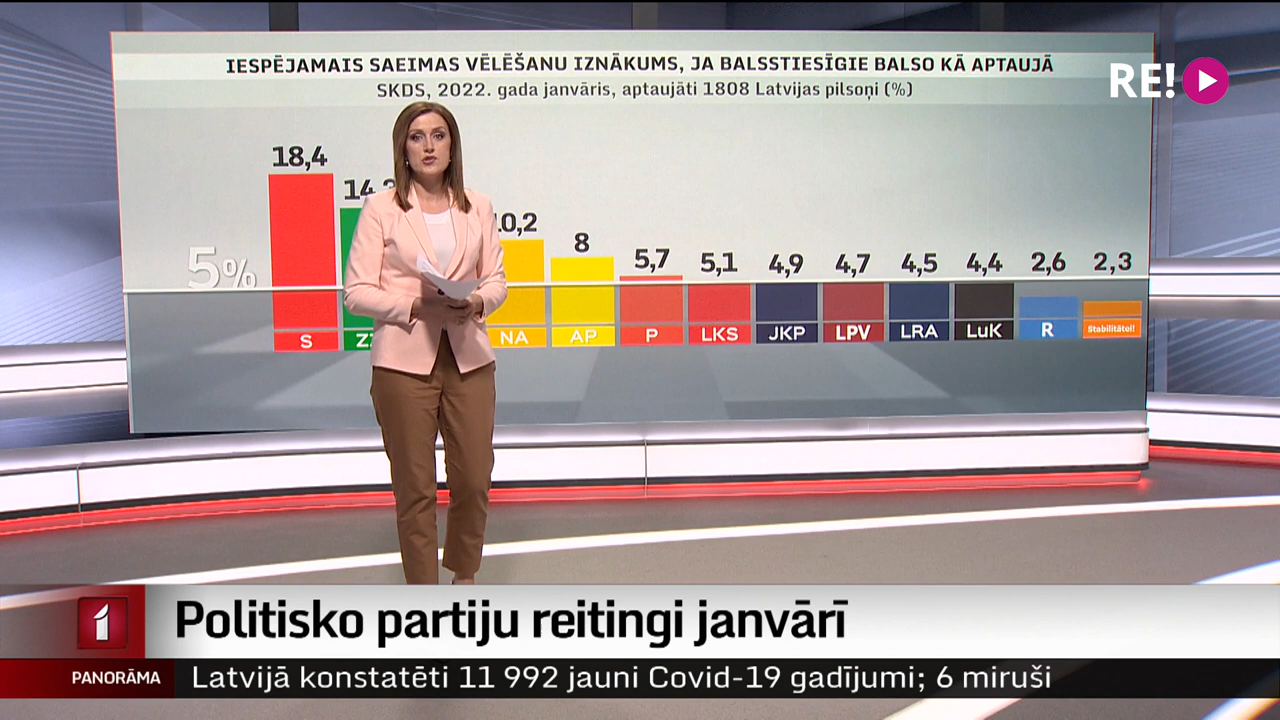 IESPĒJAMAIS SAEIMAS VĒLĒŠANU IZNĀKUMS, JA BALSSTIESĪGIE BALSO KĀ APTAUJĀ
SKDS, 2022. gada janvāris, aptaujāti 1808 Latvijas pilsoņi (%)
RE!
18,4
10,2 8 5,7 5,1 4,9 4,7 4,5 4,4 2,6 2,3
5%
S NA AP P LKS JKP LPV LRA LuK R Stabilitātei!
1 Politisko partiju reitingi janvārī
PANORĀMA Latvijā konstatēti 11 992 jauni Covid-19 gadījumi; 6 miruši